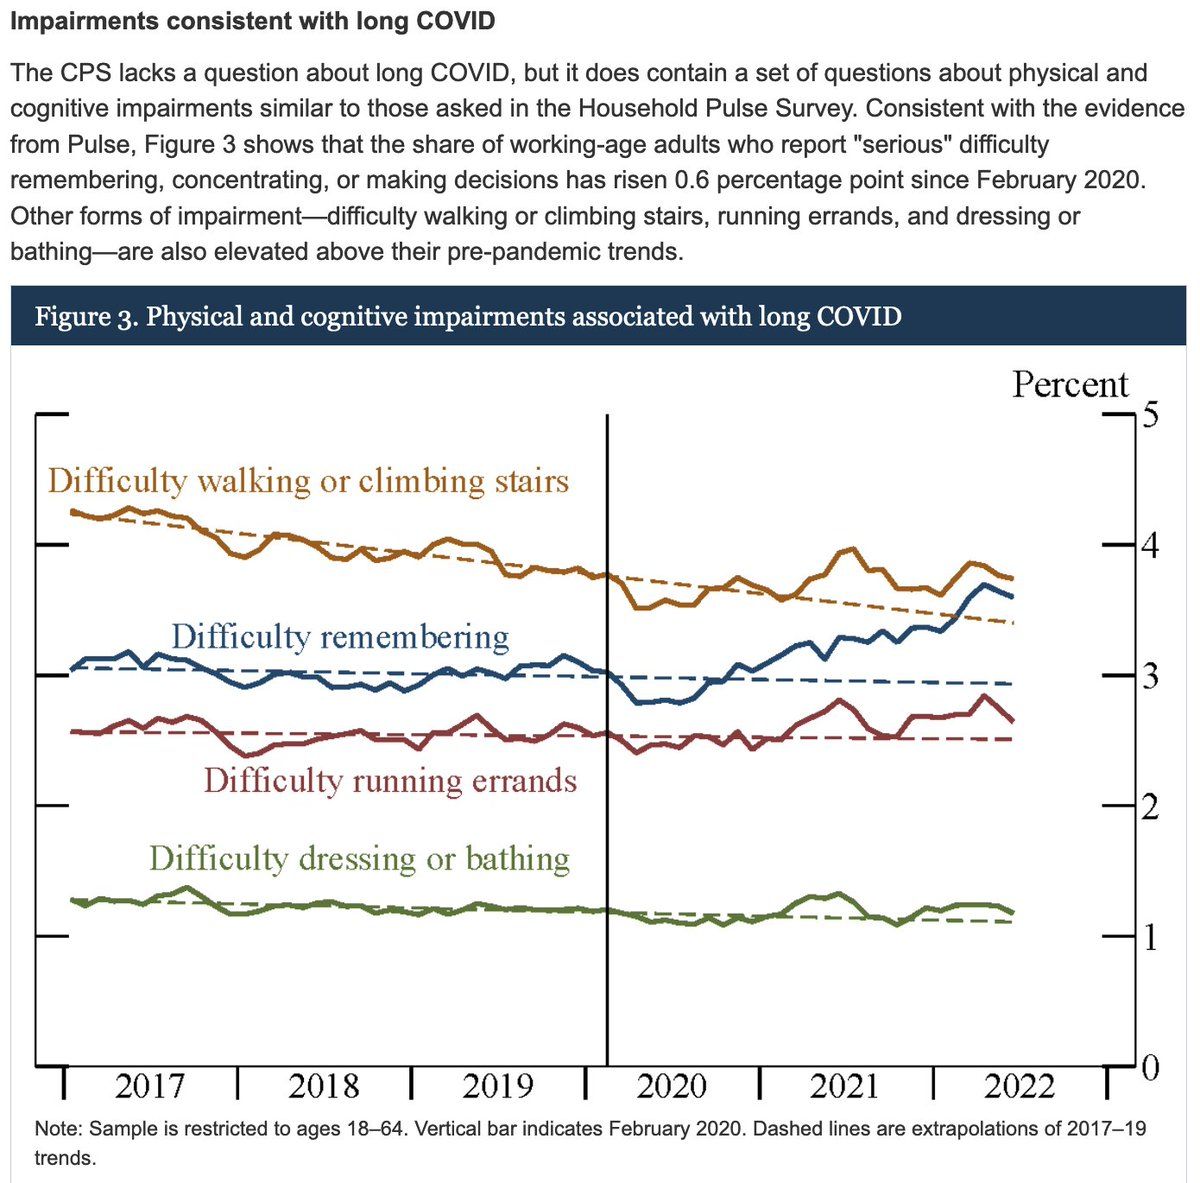 Impairments consistent with long COVID
The CPS lacks a question about long COVID, but it does contain a set of questions about physical and
cognitive impairments similar to those asked in the Household Pulse Survey. Consistent with the evidence
from Pulse, Figure 3 shows that the share of working-age adults who report "serious" difficulty
remembering, concentrating, or making decisions has risen 0.6 percentage point since February 2020.
Other forms of impairment—difficulty walking or climbing stairs, running errands, and dressing or
bathing—are also elevated above their pre-pandemic trends.
Figure 3. Physical and cognitive impairments associated with long COVID
Percent
5
Difficulty walking or climbing stairs
4
Difficulty remembering
3
Difficulty running errands
2
Difficulty dressing or bathing
1
0
2017 2018 2019 2020 2021 2022
Note: Sample is restricted to ages 18–64. Vertical bar indicates February 2020. Dashed lines are extrapolations of 2017–19
trends.